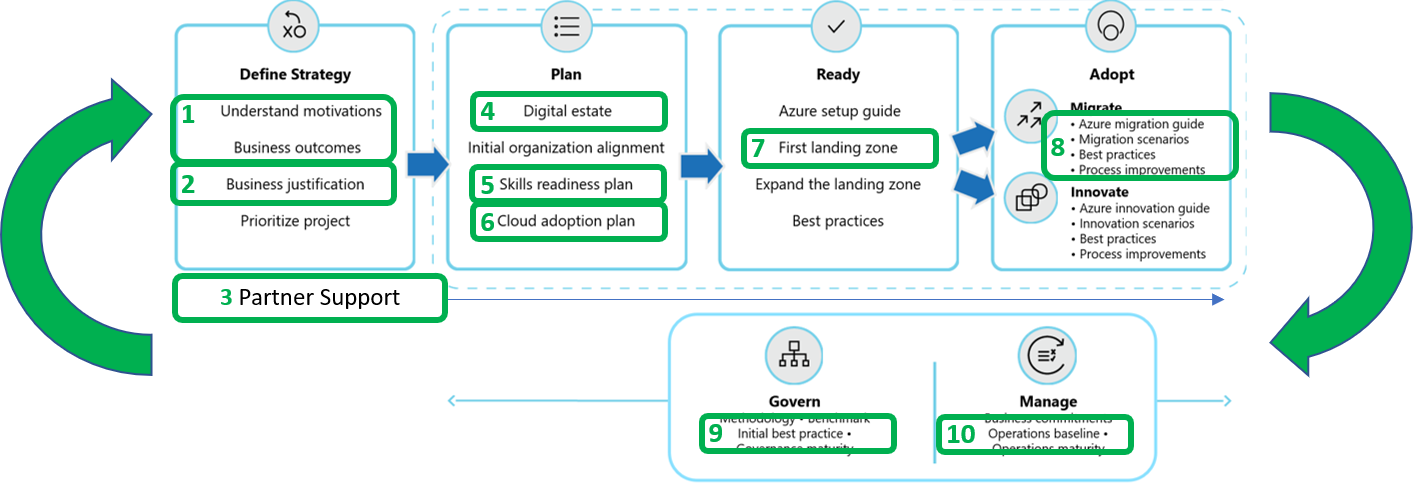 Define Strategy
1 Understand motivations
Business outcomes
2 Business justification
Prioritize project
3 Partner Support
Plan
4 Digital estate
Initial organization alignment
5 Skills readiness plan
6 Cloud adoption plan
Ready
Azure setup guide
7 First landing zone
Expand the landing zone
Best practices
Adopt
Migrate
8
• Azure migration guide
• Migration scenarios
• Best practices
• Process improvements
Innovate
• Azure innovation guide
• Innovation scenarios
• Best practices
• Process improvements
Govern
Methodology • Benchmark
9 Initial best practice •
Governance maturity
Manage
Business commitments
10 Operations baseline •
Operations maturity